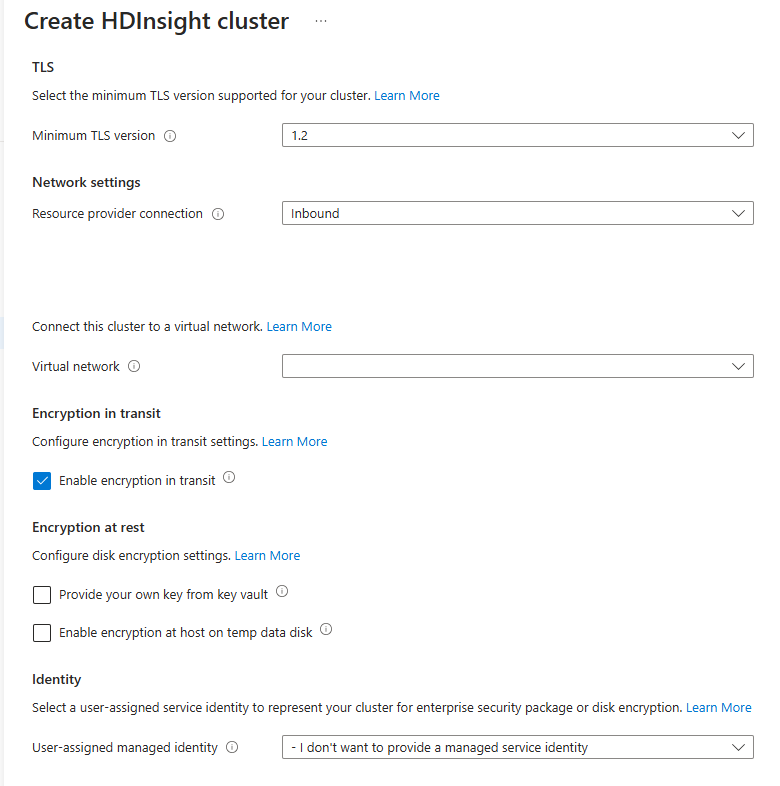 Create HDInsight cluster ...
TLS
Select the minimum TLS version supported for your cluster. Learn More
Minimum TLS version
1.2
Network settings
Resource provider connection
Inbound
Connect this cluster to a virtual network. Learn More
Virtual network
Encryption in transit
Configure encryption in transit settings. Learn More
Enable encryption in transit
Encryption at rest
Configure disk encryption settings. Learn More
Provide your own key from key vault
Enable encryption at host on temp data disk
Identity
Select a user-assigned service identity to represent your cluster for enterprise security package or disk encryption. Learn More
User-assigned managed identity
- I don't want to provide a managed service identity